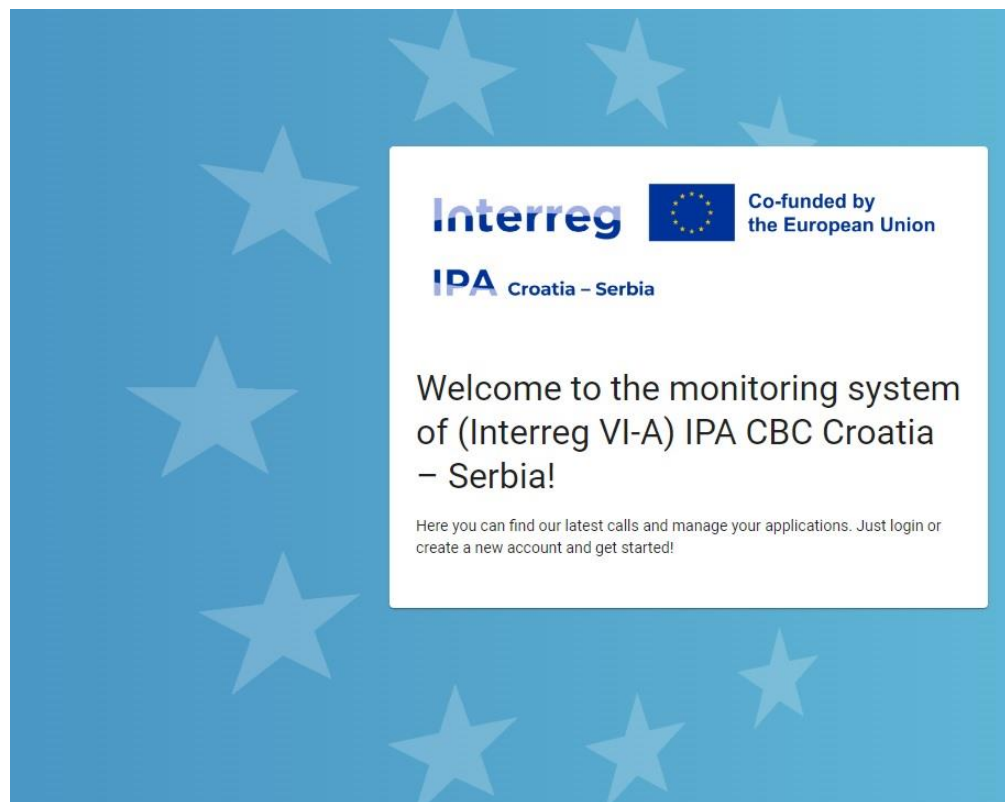 Interreg
Co-funded by
the European Union
IPA Croatia – Serbia
Welcome to the monitoring system
of (Interreg VI-A) IPA CBC Croatia
– Serbia!
Here you can find our latest calls and manage your applications. Just login or
create a new account and get started!